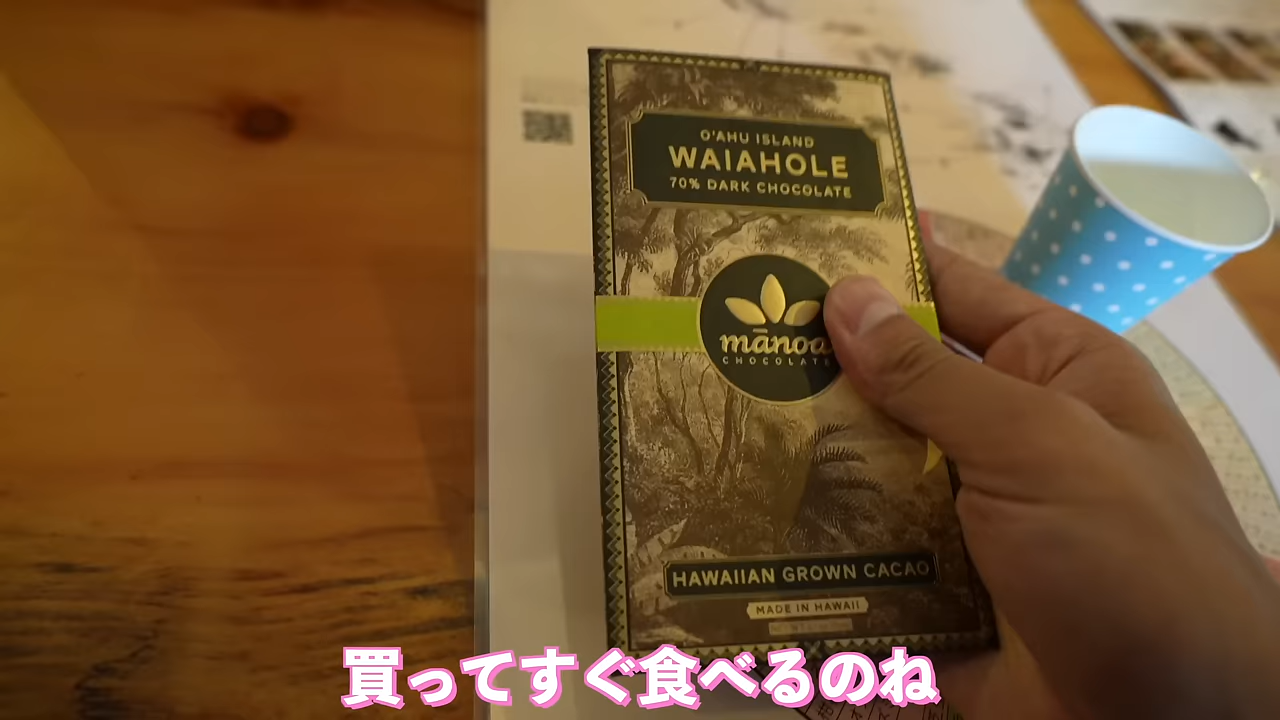 O'AHU ISLAND
WAIAHOLE
70% DARK CHOCOLATE
mānoa
CHOCOLATE
HAWAIIAN GROWN CACAO
MADE IN HAWAII
買ってすぐ食べるのね